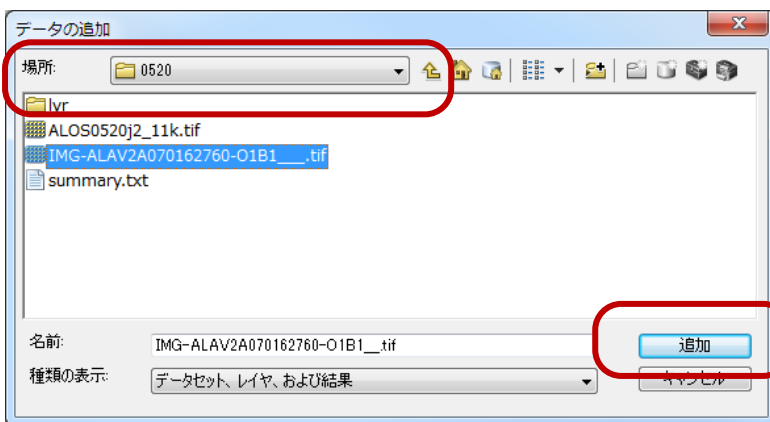 データの追加
場所: 0520
lyr
ALOS0520j2_11k.tif
IMG-ALAV2A070162760-O1B1___.tif
summary.txt
名前: IMG-ALAV2A070162760-O1B1__.tif
追加
種類の表示: データセット、レイヤ、および結果
キャンセル